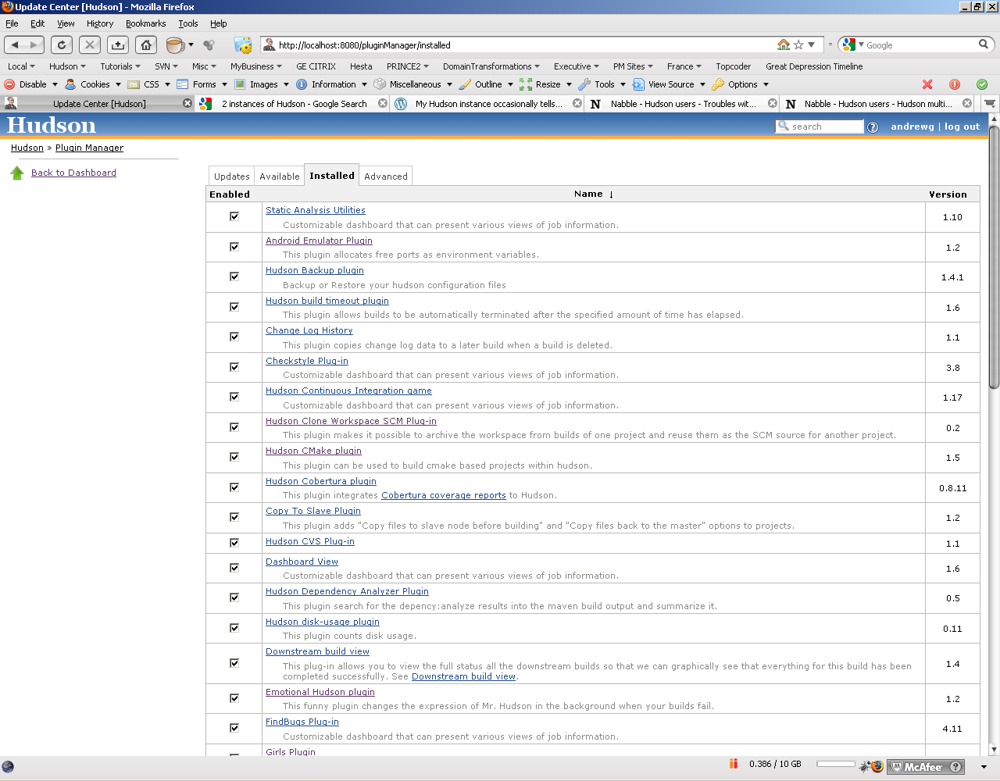 Update Center [Hudson] - Mozilla Firefox
File Edit View History Bookmarks Tools Help
http://localhost:8080/pluginManager/installed
Google
Local Hudson Tutorials SVN Misc MyBusiness GE CITRIX Hesta PRINCE2 DomainTransformations Executive PM Sites France Topcoder Great Depression Timeline
Disable Cookies CSS Forms Images Information Miscellaneous Outline Resize Tools View Source Options
Update Center [Hudson] 2 instances of Hudson - Google Search My Hudson instance occasionally tells... Nabble - Hudson users - Troubles wit... Nabble - Hudson users - Hudson multi...
Hudson
search
andrewg | log out
Hudson » Plugin Manager
Back to Dashboard
Updates Available Installed Advanced
Enabled Name ↓ Version
Static Analysis Utilities
Customizable dashboard that can present various views of job information.
1.10
Android Emulator Plugin
This plugin allocates free ports as environment variables.
1.2
Hudson Backup plugin
Backup or Restore your hudson configuration files
1.4.1
Hudson build timeout plugin
This plugin allows builds to be automatically terminated after the specified amount of time has elapsed.
1.6
Change Log History
This plugin copies change log data to a later build when a build is deleted.
1.1
Checkstyle Plug-in
Customizable dashboard that can present various views of job information.
3.8
Hudson Continuous Integration game
Customizable dashboard that can present various views of job information.
1.17
Hudson Clone Workspace SCM Plug-in
This plugin makes it possible to archive the workspace from builds of one project and reuse them as the SCM source for another project.
0.2
Hudson CMake plugin
This plugin can be used to build cmake based projects within hudson.
1.5
Hudson Cobertura plugin
This plugin integrates Cobertura coverage reports to Hudson.
0.8.11
Copy To Slave Plugin
This plugin adds "Copy files to slave node before building" and "Copy files back to the master" options to projects.
1.2
Hudson CVS Plug-in
1.1
Dashboard View
Customizable dashboard that can present various views of job information.
1.6
Hudson Dependency Analyzer Plugin
This plugin search for the depency:analyze results into the maven build output and summarize it.
0.5
Hudson disk-usage plugin
This plugin counts disk usage.
0.11
Downstream build view
This plug-in allows you to view the full status all the downstream builds so that we can graphically see that everything for this build has been
completed successfully. See Downstream build view.
1.4
Emotional Hudson plugin
This funny plugin changes the expression of Mr. Hudson in the background when your builds fail.
1.2
FindBugs Plug-in
Customizable dashboard that can present various views of job information.
4.11
Girls Plugin
0.386 / 10 GB
McAfee